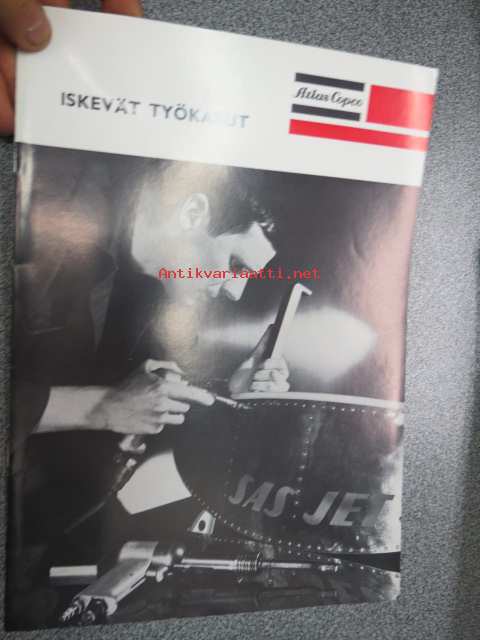 Atlas Copco
ISKEVÄT TYÖKALUT
Antikvariaatti.net
SAS JET